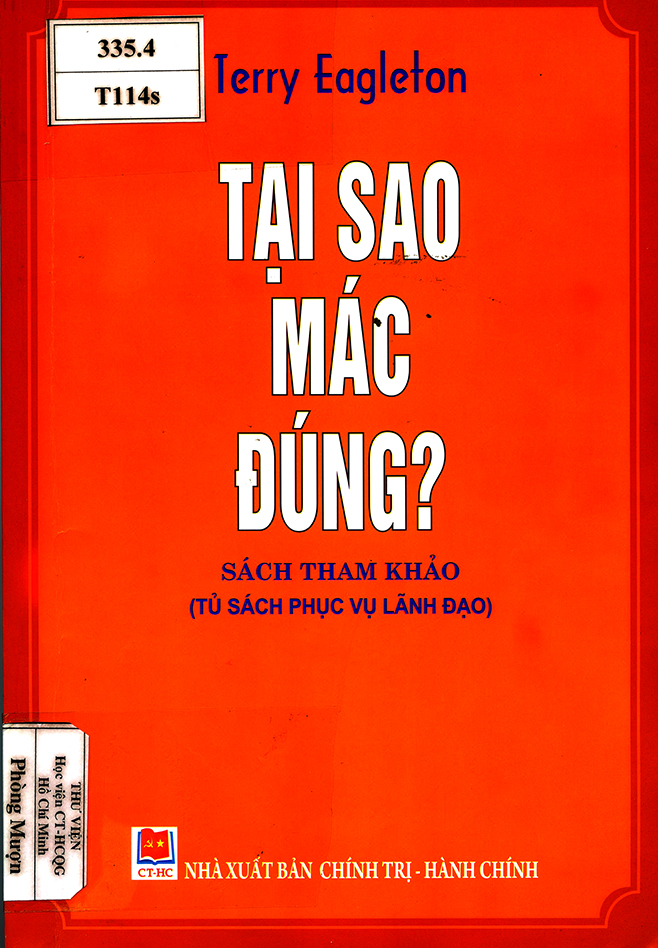 335.4
T114s
Terry Eagleton
TẠI SAO
MÁC
ĐÚNG?
SÁCH THAM KHẢO
(TỦ SÁCH PHỤC VỤ LÃNH ĐẠO)
THƯ VIỆN
Học viện CT-HCQG
Hồ Chí Minh
Phòng Mượn
CT-HC
NHÀ XUẤT BẢN CHÍNH TRỊ - HÀNH CHÍNH